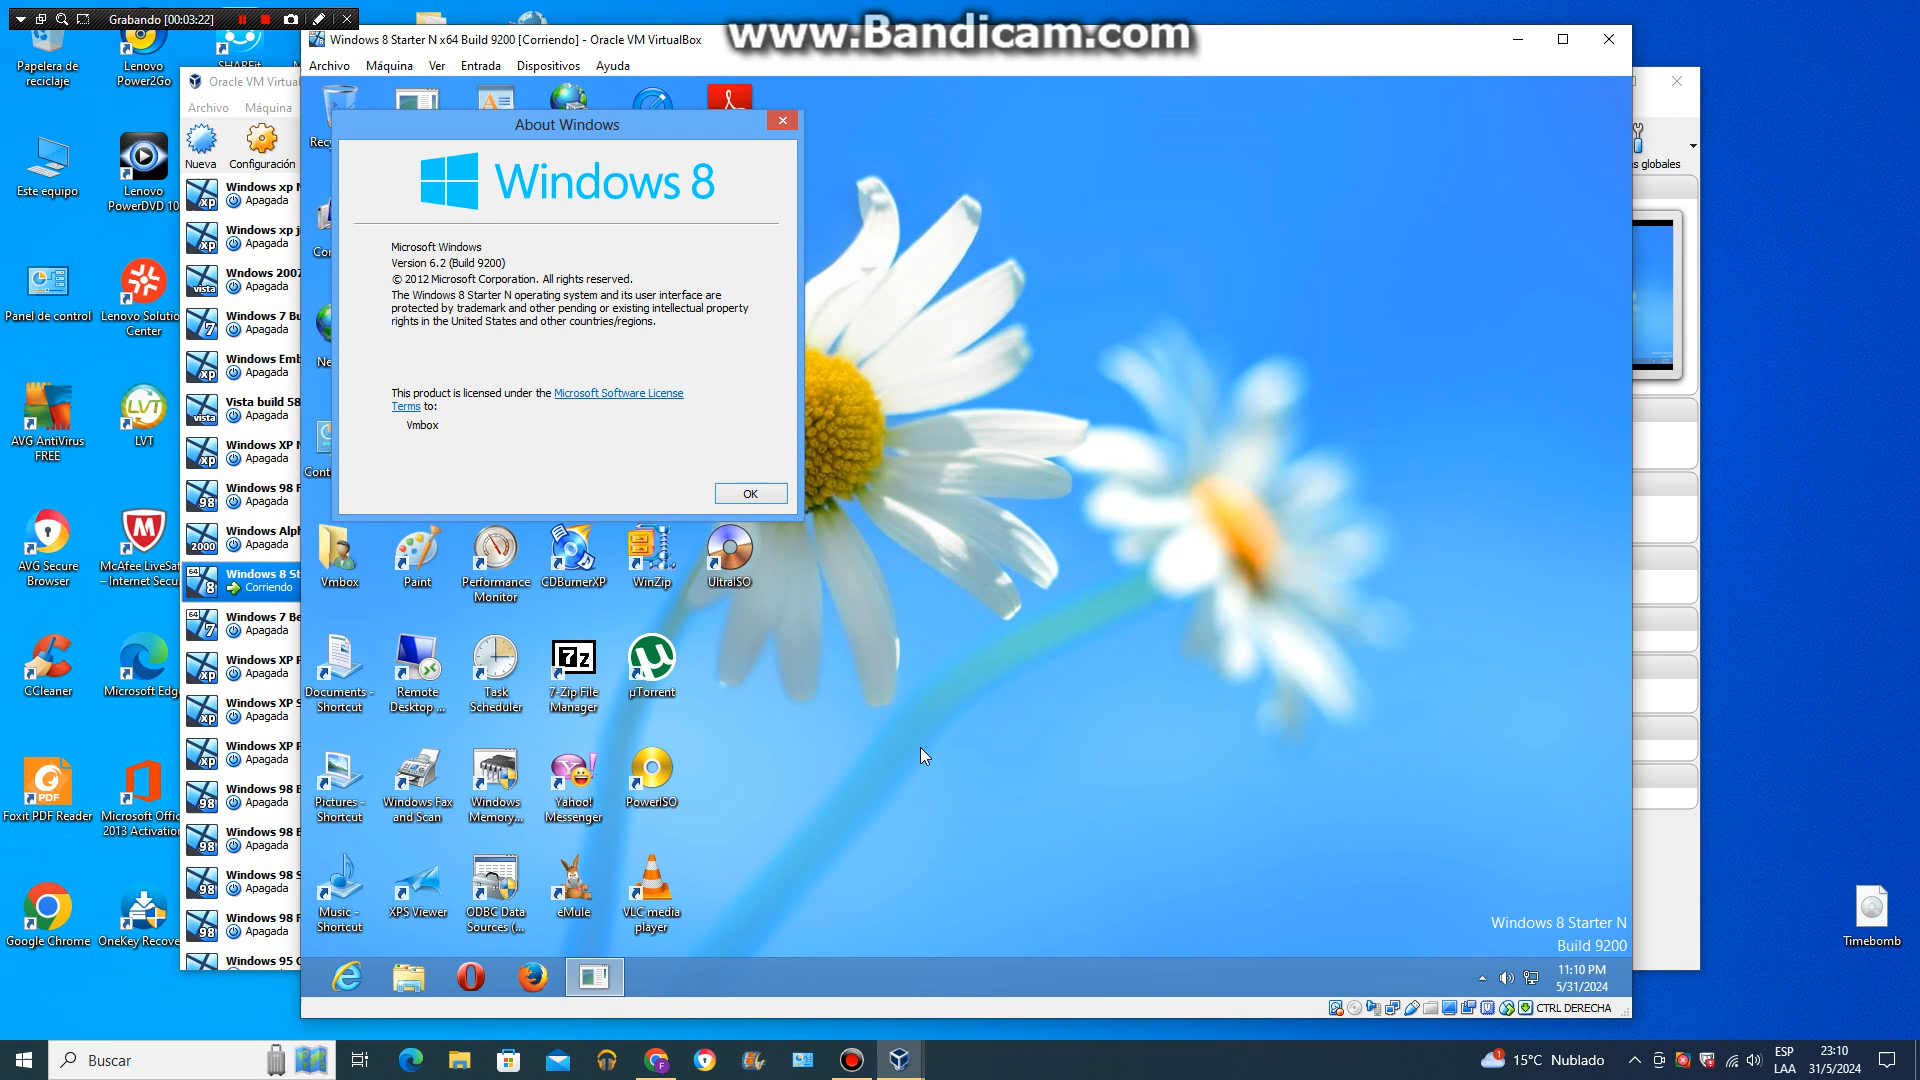 Grabando [00:03:22]
www.Bandicam.com
Windows 8 Starter N x64 Build 9200 [Corriendo] - Oracle VM VirtualBox
Archivo Máquina Ver Entrada Dispositivos Ayuda
Papelera de reciclaje
Lenovo Power2Go
SHAREit
Este equipo
Lenovo PowerDVD 10
Panel de control
Lenovo Solution Center
AVG AntiVirus FREE
LVT
AVG Secure Browser
McAfee LiveSafe – Internet Secu
CCleaner
Microsoft Edge
Foxit PDF Reader
Microsoft Offic 2013 Activation
Google Chrome
OneKey Recove
Oracle VM Virtual
Archivo Máquina
Nueva
Configuración
s globales
Windows xp N
Apagada
Windows xp j
Apagada
Wndows 2007
Apagada
Windows 7 Bu
Apagada
Windows Emb
Apagada
Vista build 58
Apagada
Windows XP N
Apagada
Windows 98 F
Apagada
Windows Alph
Apagada
Windows 8 St
Corriendo
Windows 7 Be
Apagada
Windows XP F
Apagada
Windows XP S
Apagada
Windows XP F
Apagada
Windows 98 B
Apagada
Windows 98 B
Apagada
Windows 98 S
Apagada
Windows 98 F
Apagada
Windows 95 C
About Windows
Windows 8
Microsoft Windows
Version 6.2 (Build 9200)
© 2012 Microsoft Corporation. All rights reserved.
The Windows 8 Starter N operating system and its user interface are
protected by trademark and other pending or existing intellectual property
rights in the United States and other countries/regions.
This product is licensed under the Microsoft Software License
Terms to:
Vmbox
OK
Recy
Co
Ne
Cont
Vmbox
Paint
Performance Monitor
CDBurnerXP
WinZip
UltraISO
Documents - Shortcut
Remote Desktop ...
Task Scheduler
7-Zip File Manager
µTorrent
Pictures - Shortcut
Windows Fax and Scan
Windows Memory...
Yahoo! Messenger
PowerISO
Music - Shortcut
XPS Viewer
ODBC Data Sources (...
eMule
VLC media player
Windows 8 Starter N
Build 9200
11:10 PM
5/31/2024
CTRL DERECHA
Timebomb
Buscar
15°C Nublado
ESP
LAA
23:10
31/5/2024